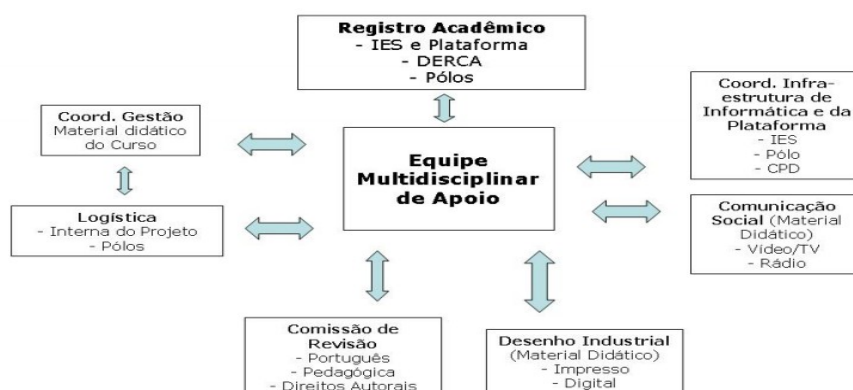 Registro Acadêmico
- IES e Plataforma
- DERCA
- Pólos
Coord. Gestão
Material didático
do Curso
Equipe
Multidisciplinar
de Apoio
Coord. Infra-
estrutura de
Informática e da
Plataforma
- IES
- Pólo
- CPD
Logística
- Interna do Projeto
- Pólos
Comunicação
Social (Material
Didático)
- Vídeo/TV
- Rádio
Comissão de
Revisão
- Português
- Pedagógica
- Direitos Autorais
Desenho Industrial
(Material Didático)
- Impresso
- Digital